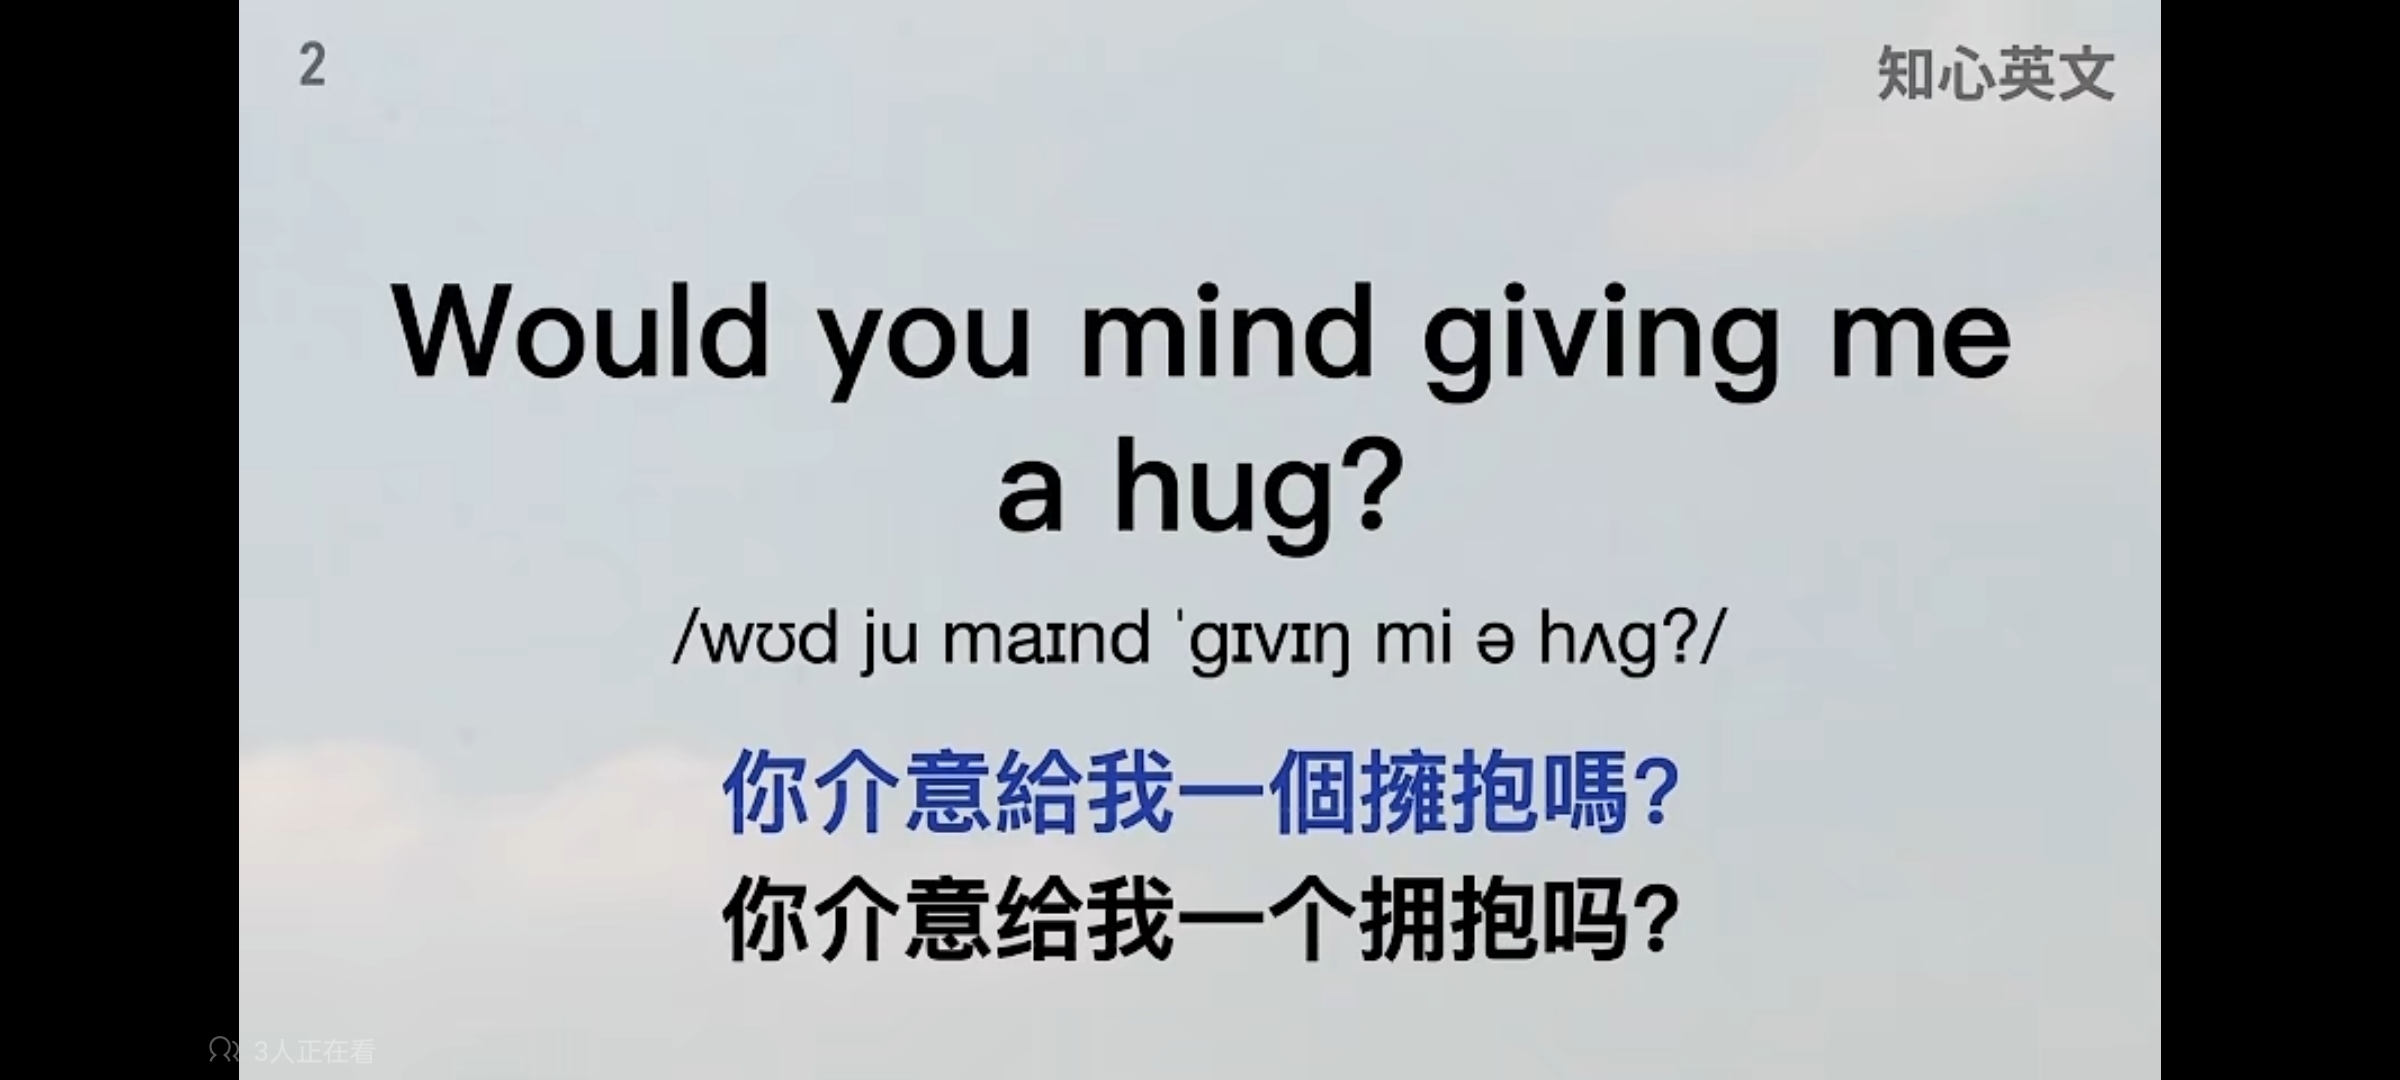 2
知心英文
Would you mind giving me
a hug?
/wʊd ju maɪnd ˈɡɪvɪŋ mi ə hʌɡ?/
你介意給我一個擁抱嗎?
你介意给我一个拥抱吗?
3人正在看